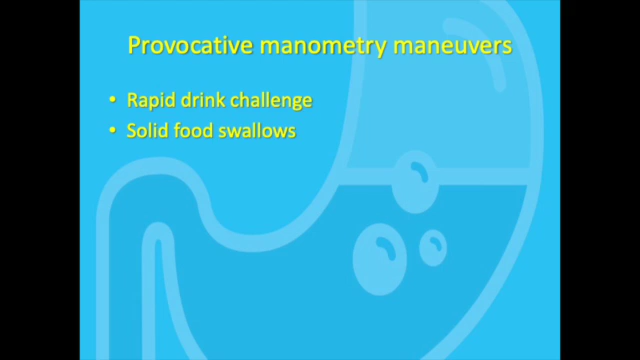 Provocative manometry maneuvers
• Rapid drink challenge
• Solid food swallows